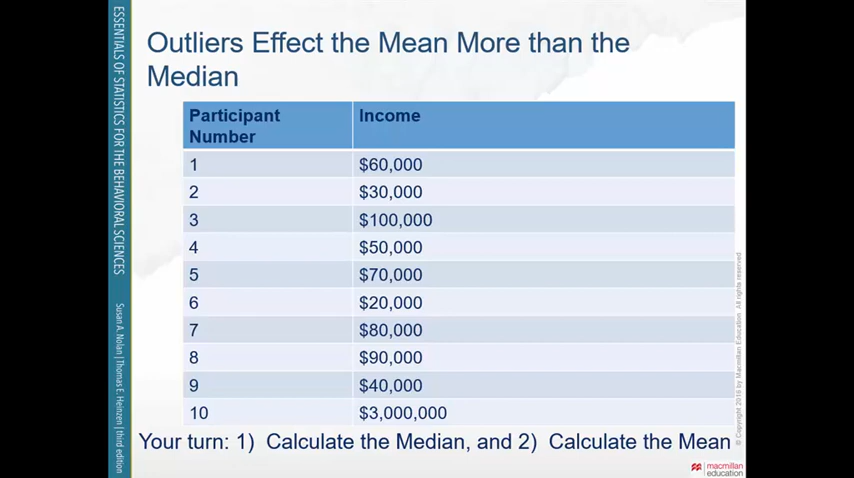 Outliers Effect the Mean More than the
Median
Participant
Number
Income
1 $60,000
2 $30,000
3 $100,000
4 $50,000
5 $70,000
6 $20,000
7 $80,000
8 $90,000
9 $40,000
10 $3,000,000
Your turn: 1) Calculate the Median, and 2) Calculate the Mean
ESSENTIALS OF STATISTICS FOR THE BEHAVIORAL SCIENCES
Susan A. Nolan | Thomas E. Heinzen | third edition
© Copyright 2016 by Macmillan Education All rights reserved
macmillan
education